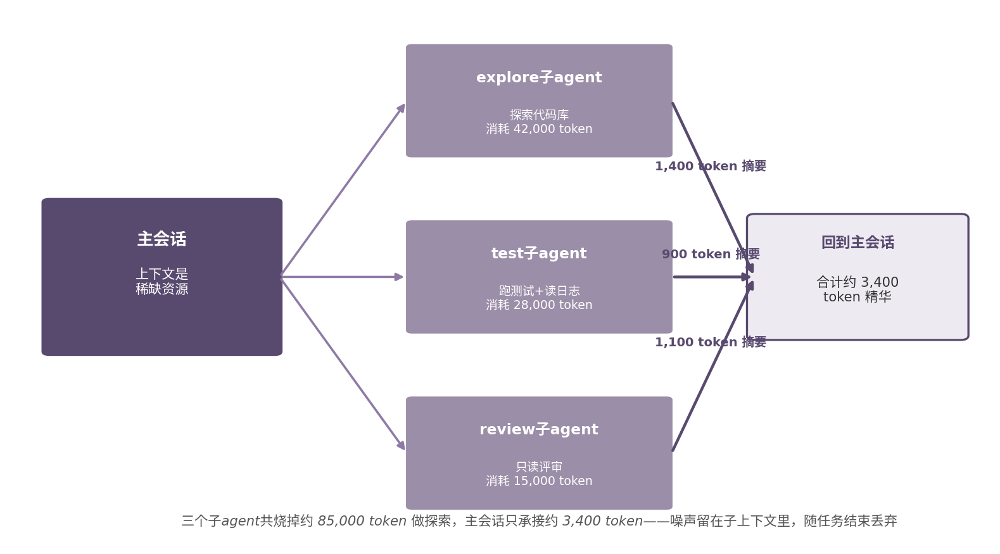 主会话
上下文是
稀缺资源
explore子agent
探索代码库
消耗 42,000 token
1,400 token 摘要
test子agent
跑测试+读日志
消耗 28,000 token
900 token 摘要
review子agent
只读评审
消耗 15,000 token
1,100 token 摘要
回到主会话
合计约 3,400
token 精华
三个子agent共烧掉约 85,000 token 做探索，主会话只承接约 3,400 token——噪声留在子上下文里，随任务结束丢弃